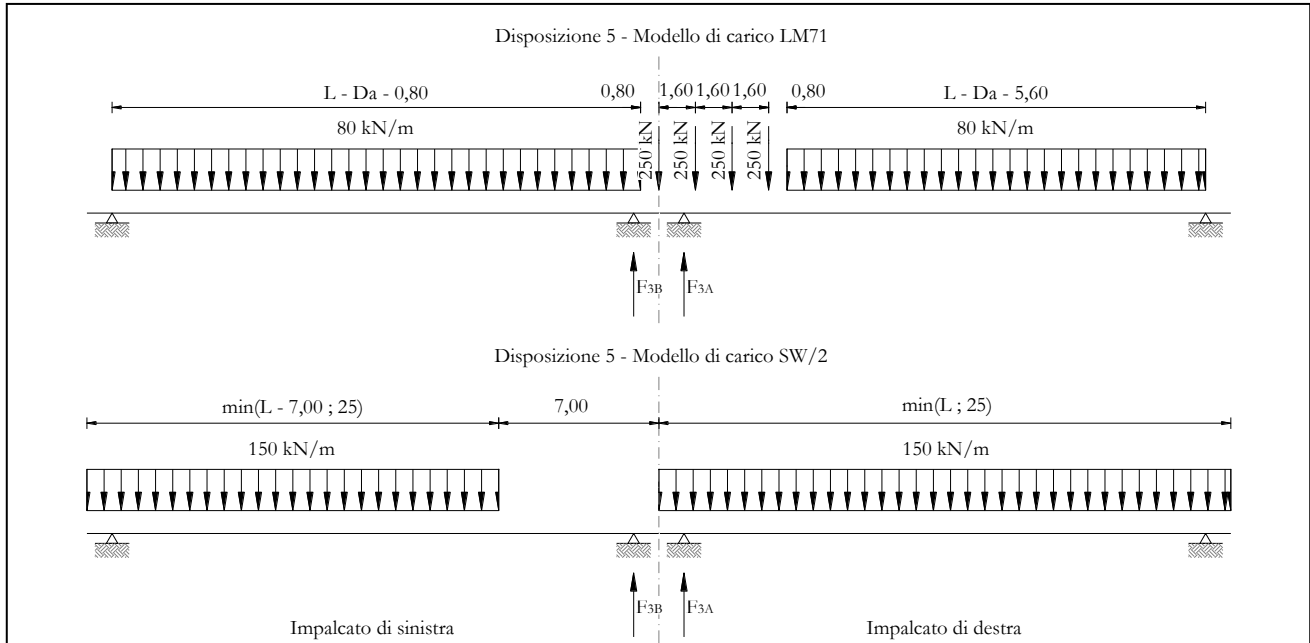 Disposizione 5 - Modello di carico LM71
L - Da - 0,80
0,80
1,60
1,60
1,60
0,80
L - Da - 5,60
80 kN/m
250 kN
250 kN
250 kN
250 kN
80 kN/m
F3B
F3A
Disposizione 5 - Modello di carico SW/2
min(L - 7,00 ; 25)
7,00
min(L ; 25)
150 kN/m
150 kN/m
F3B
F3A
Impalcato di sinistra
Impalcato di destra